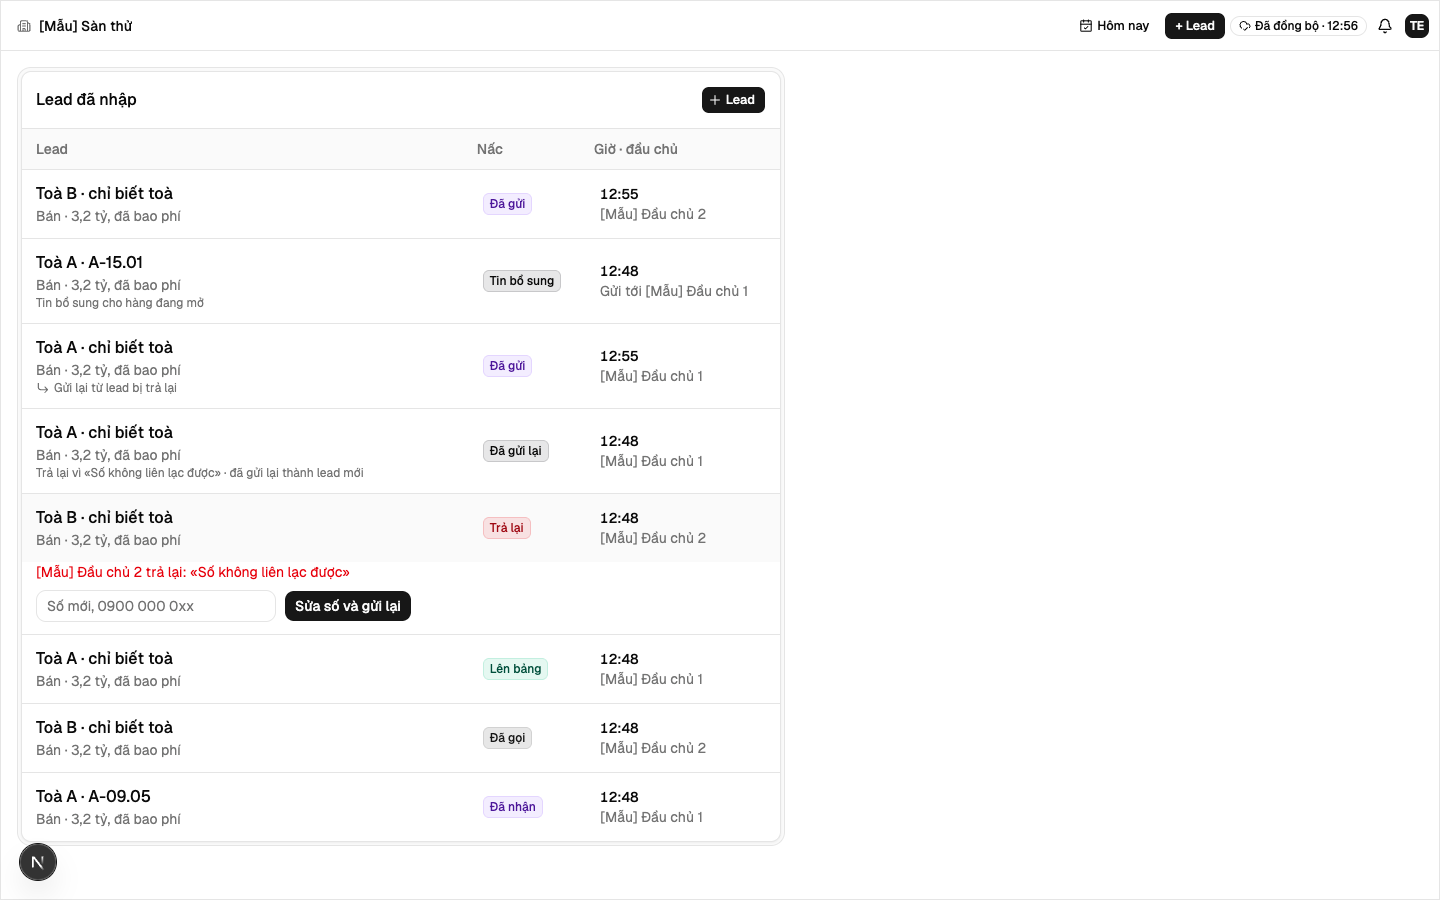 [Mẫu] Sàn thử
Hôm nay
+ Lead
Đã đồng bộ · 12:56
TE
Lead đã nhập
+ Lead
Lead
Nấc
Giờ · đầu chủ
Toà B · chỉ biết toà
Bán · 3,2 tỷ, đã bao phí
Đã gửi
12:55
[Mẫu] Đầu chủ 2
Toà A · A-15.01
Bán · 3,2 tỷ, đã bao phí
Tin bổ sung cho hàng đang mở
Tin bổ sung
12:48
Gửi tới [Mẫu] Đầu chủ 1
Toà A · chỉ biết toà
Bán · 3,2 tỷ, đã bao phí
Gửi lại từ lead bị trả lại
Đã gửi
12:55
[Mẫu] Đầu chủ 1
Toà A · chỉ biết toà
Bán · 3,2 tỷ, đã bao phí
Trả lại vì «Số không liên lạc được» · đã gửi lại thành lead mới
Đã gửi lại
12:48
[Mẫu] Đầu chủ 1
Toà B · chỉ biết toà
Bán · 3,2 tỷ, đã bao phí
Trả lại
12:48
[Mẫu] Đầu chủ 2
[Mẫu] Đầu chủ 2 trả lại: «Số không liên lạc được»
Số mới, 0900 000 0xx
Sửa số và gửi lại
Toà A · chỉ biết toà
Bán · 3,2 tỷ, đã bao phí
Lên bảng
12:48
[Mẫu] Đầu chủ 1
Toà B · chỉ biết toà
Bán · 3,2 tỷ, đã bao phí
Đã gọi
12:48
[Mẫu] Đầu chủ 2
Toà A · A-09.05
Bán · 3,2 tỷ, đã bao phí
Đã nhận
12:48
[Mẫu] Đầu chủ 1
N